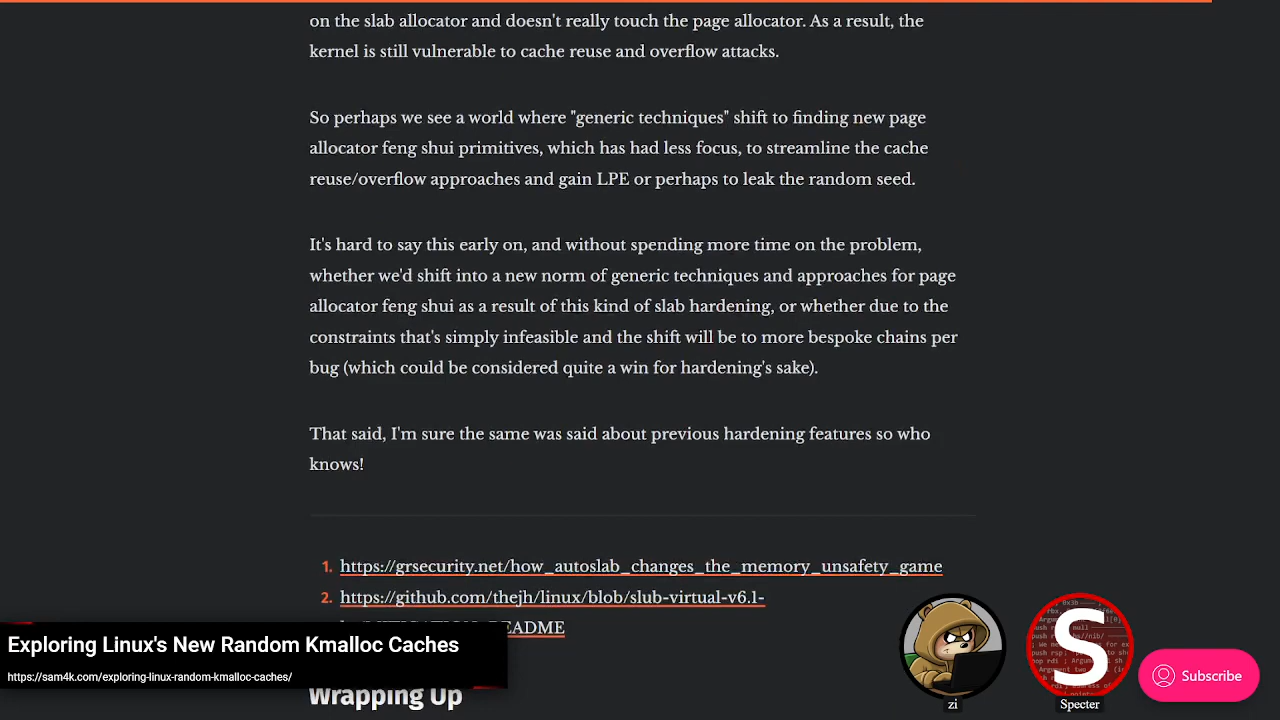 on the slab allocator and doesn't really touch the page allocator. As a result, the
kernel is still vulnerable to cache reuse and overflow attacks.
So perhaps we see a world where "generic techniques" shift to finding new page
allocator feng shui primitives, which has had less focus, to streamline the cache
reuse/overflow approaches and gain LPE or perhaps to leak the random seed.
It's hard to say this early on, and without spending more time on the problem,
whether we'd shift into a new norm of generic techniques and approaches for page
allocator feng shui as a result of this kind of slab hardening, or whether due to the
constraints that's simply infeasible and the shift will be to more bespoke chains per
bug (which could be considered quite a win for hardening's sake).
That said, I'm sure the same was said about previous hardening features so who
knows!
1. https://grsecurity.net/how_autoslab_changes_the_memory_unsafety_game
2. https://github.com/thejh/linux/blob/slub-virtual-v6.1-
README
Exploring Linux's New Random Kmalloc Caches
https://sam4k.com/exploring-linux-random-kmalloc-caches/
Wrapping Up
S
zi
Specter
Subscribe